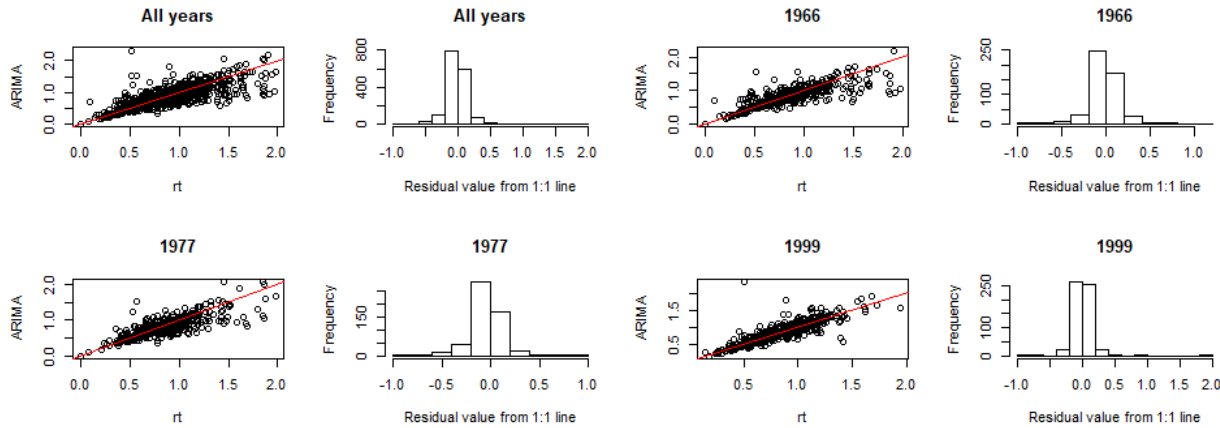 All years
All years
1966
1966
ARIMA
0.0 1.0 2.0
0.0 0.5 1.0 1.5 2.0
rt
Frequency
0 400 800
-1.0 0.0 0.5 1.0 1.5 2.0
Residual value from 1:1 line
ARIMA
0.0 1.0 2.0
0.0 0.5 1.0 1.5 2.0
rt
Frequency
0 100 250
-1.0 -0.5 0.0 0.5 1.0
Residual value from 1:1 line
1977
1977
1999
1999
ARIMA
0.0 1.0 2.0
0.0 0.5 1.0 1.5 2.0
rt
Frequency
0 150
-1.0 -0.5 0.0 0.5 1.0
Residual value from 1:1 line
ARIMA
0.5 1.5
0.5 1.0 1.5 2.0
rt
Frequency
0 100 250
-1.0 0.0 0.5 1.0 1.5 2.0
Residual value from 1:1 line